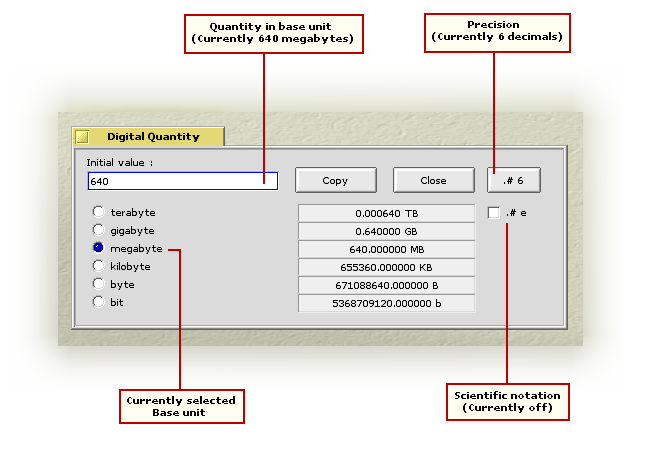 Quantity in base unit
(Currently 640 megabytes)
Precision
(Currently 6 decimals)
Digital Quantity
Initial value :
640
Copy
Close
.# 6
terabyte
0.000640 TB
.# e
gigabyte
0.640000 GB
megabyte
640.000000 MB
kilobyte
655360.000000 KB
byte
671088640.000000 B
bit
5368709120.000000 b
Currently selected
Base unit
Scientific notation
(Currently off)